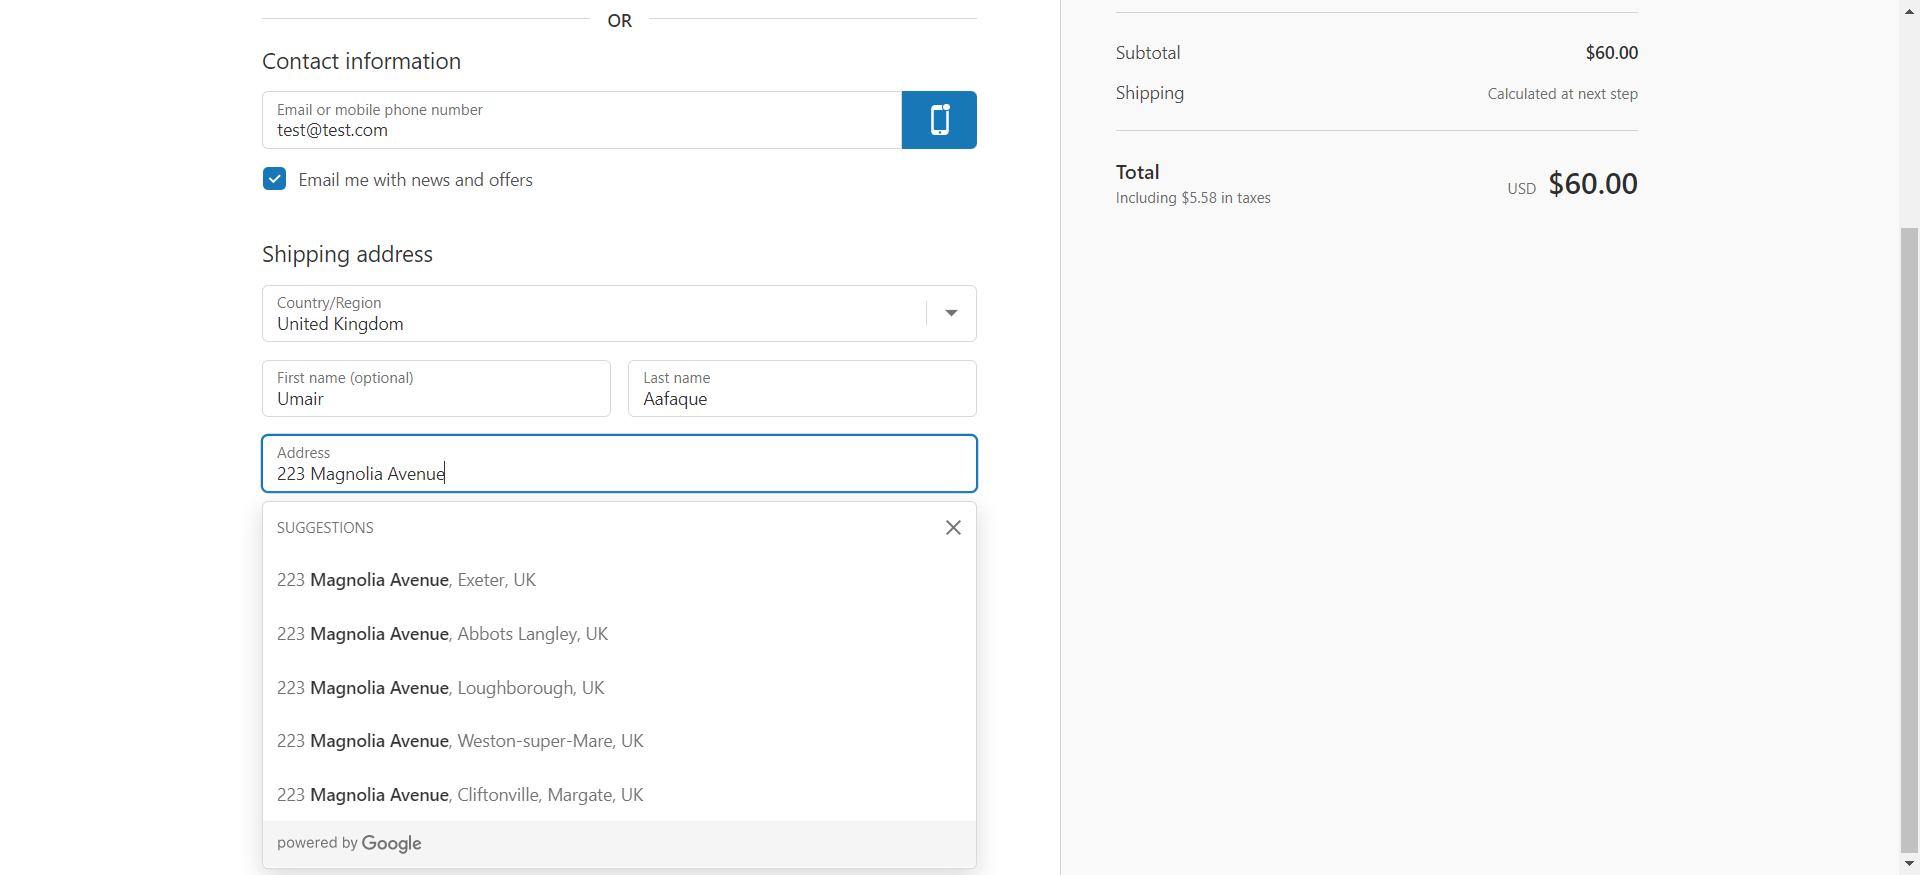 OR
Contact information
Email or mobile phone number
test@test.com
Email me with news and offers
Shipping address
Country/Region
United Kingdom
First name (optional)
Umair
Last name
Aafaque
Address
223 Magnolia Avenue
SUGGESTIONS
223 Magnolia Avenue, Exeter, UK
223 Magnolia Avenue, Abbots Langley, UK
223 Magnolia Avenue, Loughborough, UK
223 Magnolia Avenue, Weston-super-Mare, UK
223 Magnolia Avenue, Cliftonville, Margate, UK
powered by Google
Subtotal $60.00
Shipping Calculated at next step
Total
Including $5.58 in taxes
USD $60.00